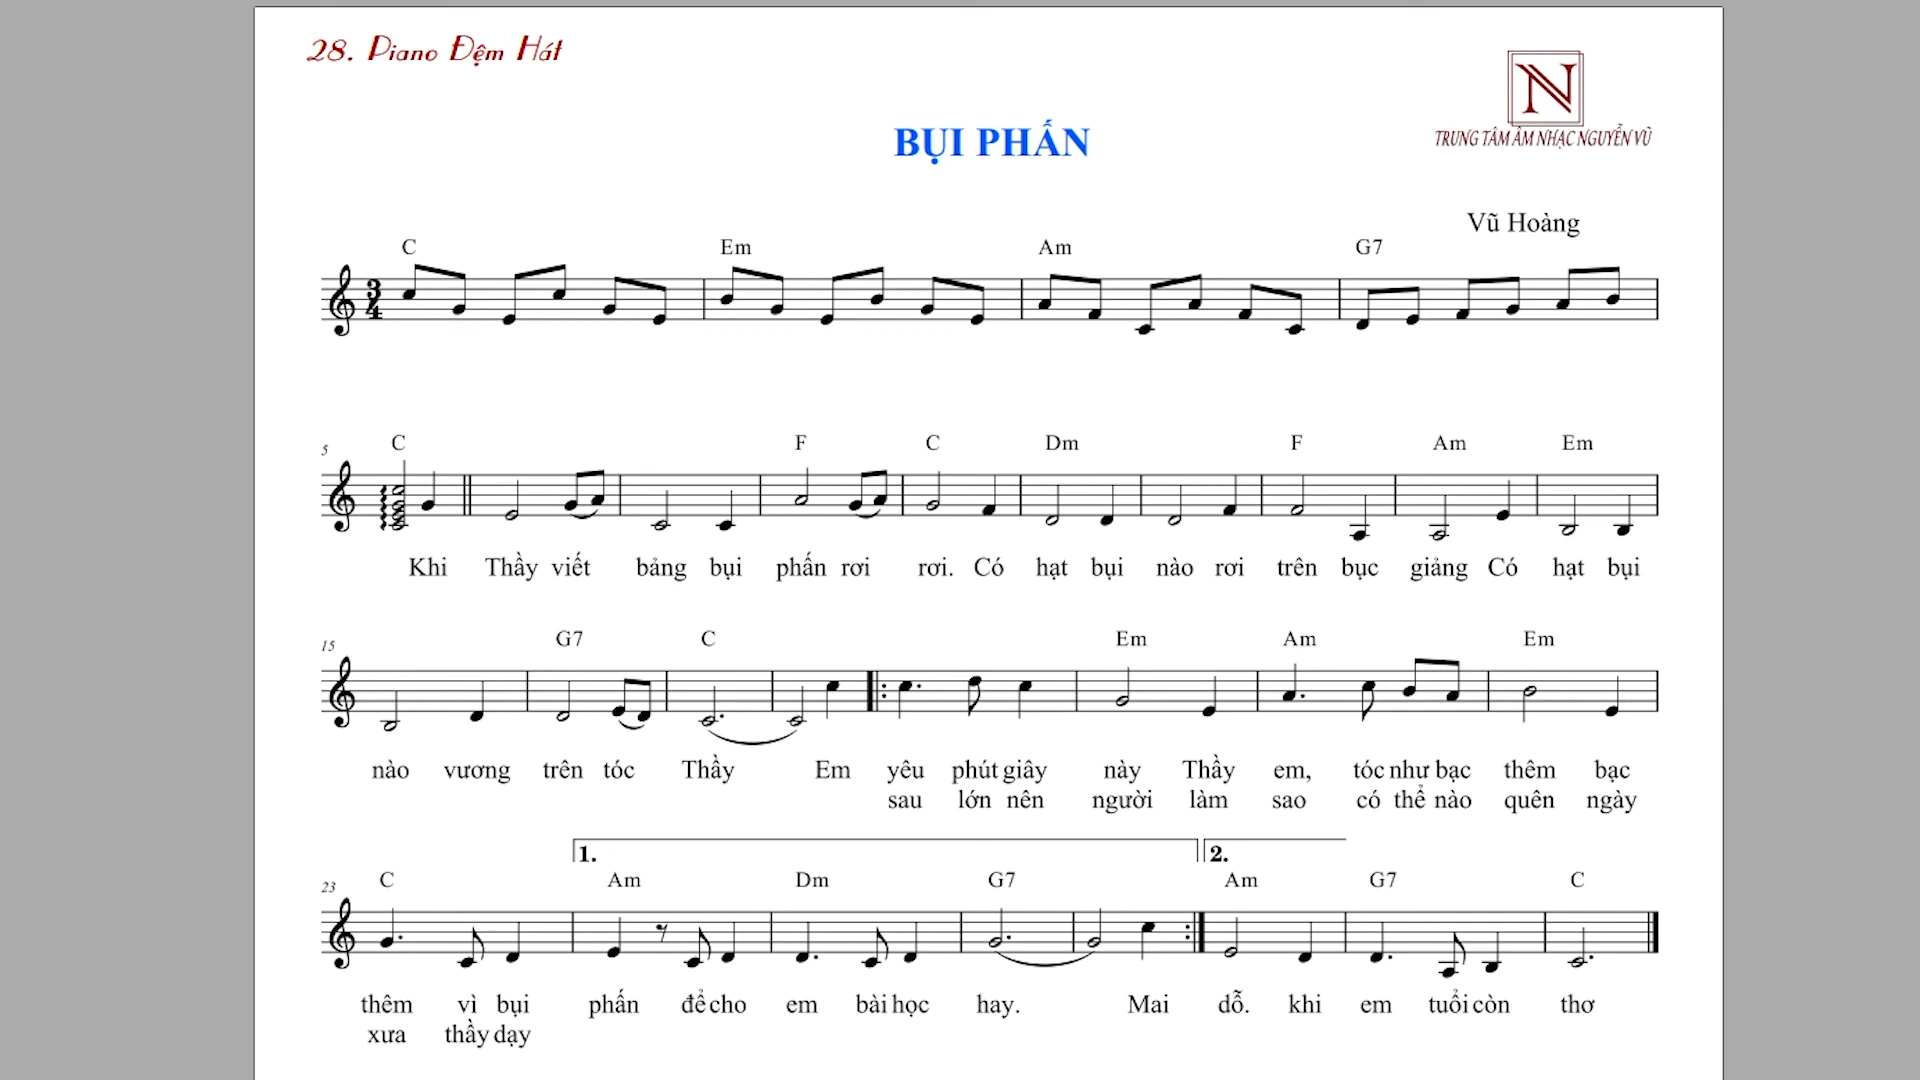 28. Piano Đệm Hát
N
TRUNG TÂM ÂM NHẠC NGUYỄN VŨ
BỤI PHẤN
Vũ Hoàng
C Em Am G7
3
4
5 C F C Dm F Am Em
Khi Thầy viết bảng bụi phấn rơi rơi. Có hạt bụi nào rơi trên bục giảng Có hạt bụi
15 G7 C Em Am Em
nào vương trên tóc Thầy Em yêu phút giây này Thầy em, tóc như bạc thêm bạc
sau lớn nên người làm sao có thể nào quên ngày
1. 2.
23 C Am Dm G7 Am G7 C
thêm vì bụi phấn để cho em bài học hay. Mai dỗ. khi em tuổi còn thơ
xưa thầy dạy